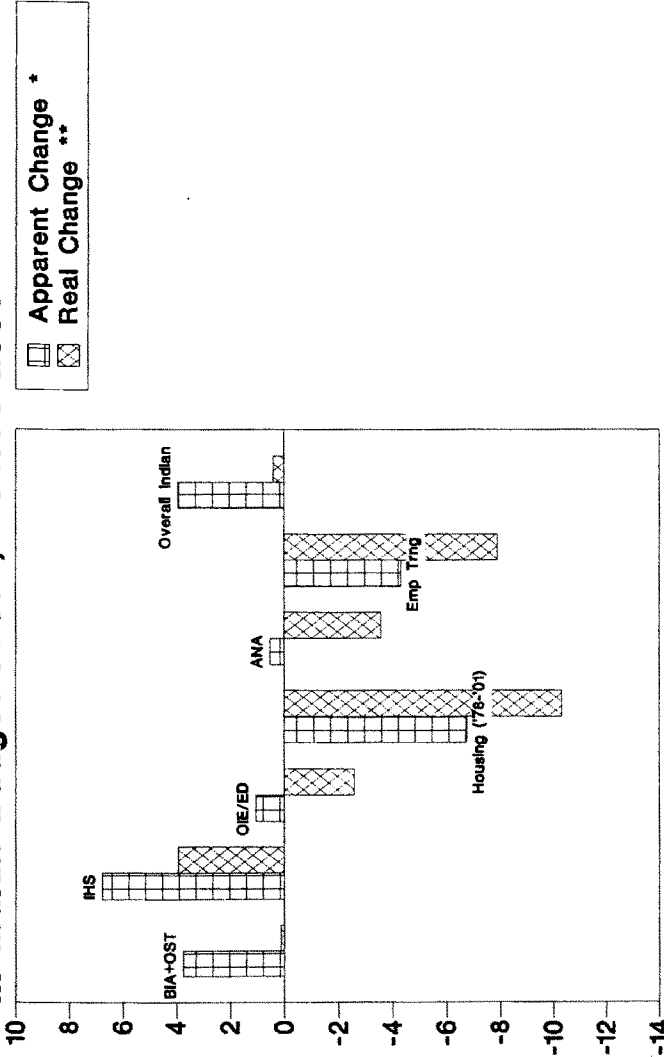 Apparent Change *
Real Change **
10
8
6
4
2
0
-2
-4
-6
-8
-10
-12
-14
BIA+OST
IHS
OIE/ED
Housing ('78-'01)
ANA
Emp Trng
Overall Indian